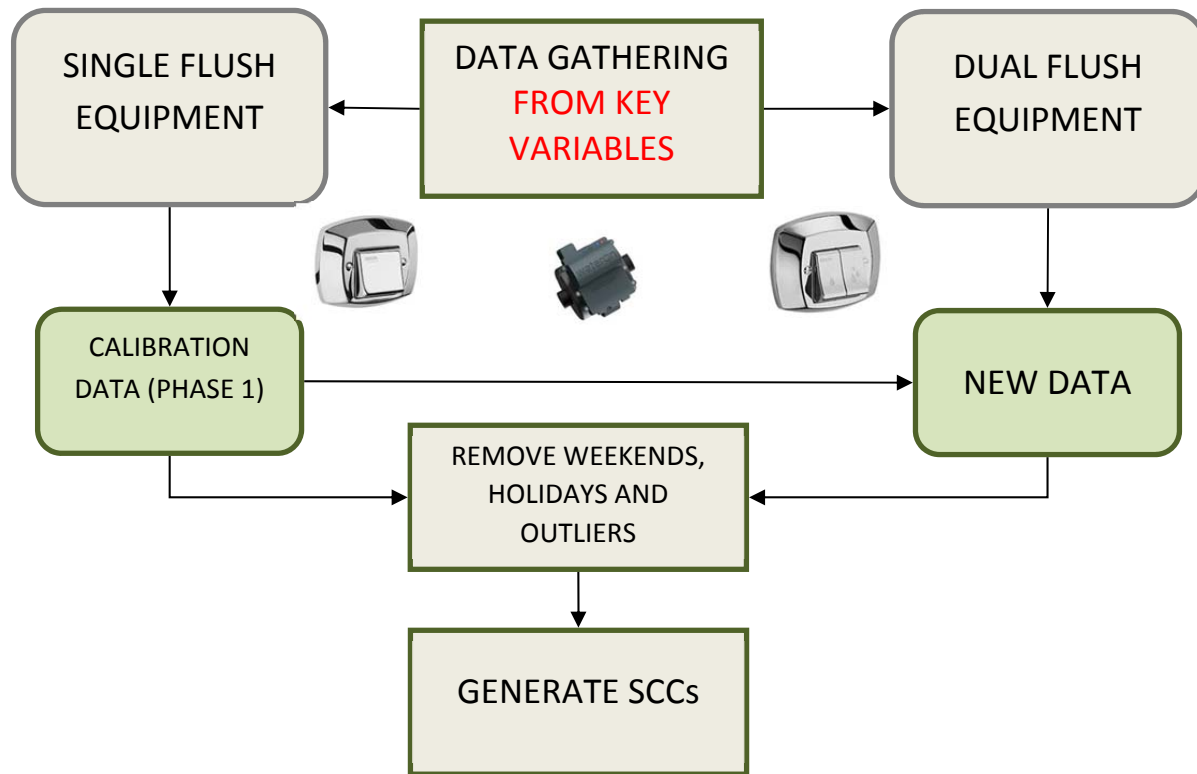 SINGLE FLUSH
EQUIPMENT
DATA GATHERING
FROM KEY
VARIABLES
DUAL FLUSH
EQUIPMENT
CALIBRATION
DATA (PHASE 1)
NEW DATA
REMOVE WEEKENDS,
HOLIDAYS AND
OUTLIERS
GENERATE SCCs